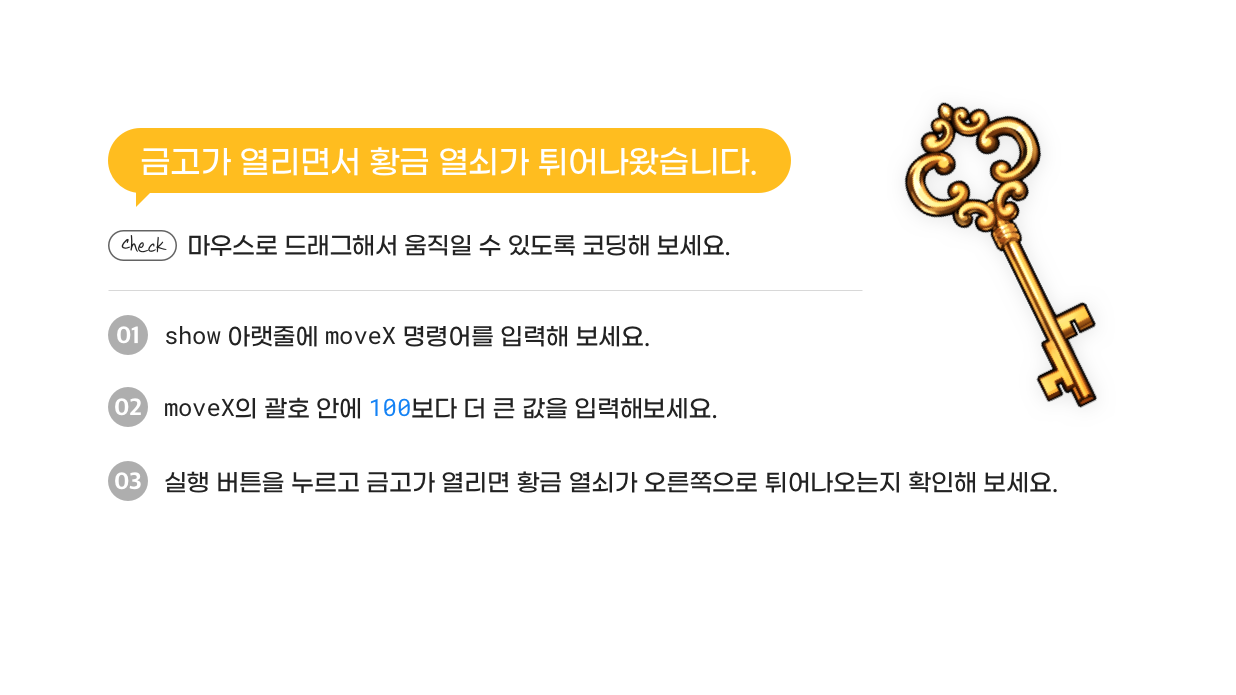 금고가 열리면서 황금 열쇠가 튀어나왔습니다.
Check 마우스로 드래그해서 움직일 수 있도록 코딩해 보세요.
01 show 아랫줄에 moveX 명령어를 입력해 보세요.
02 moveX의 괄호 안에 100보다 더 큰 값을 입력해보세요.
03 실행 버튼을 누르고 금고가 열리면 황금 열쇠가 오른쪽으로 튀어나오는지 확인해 보세요.